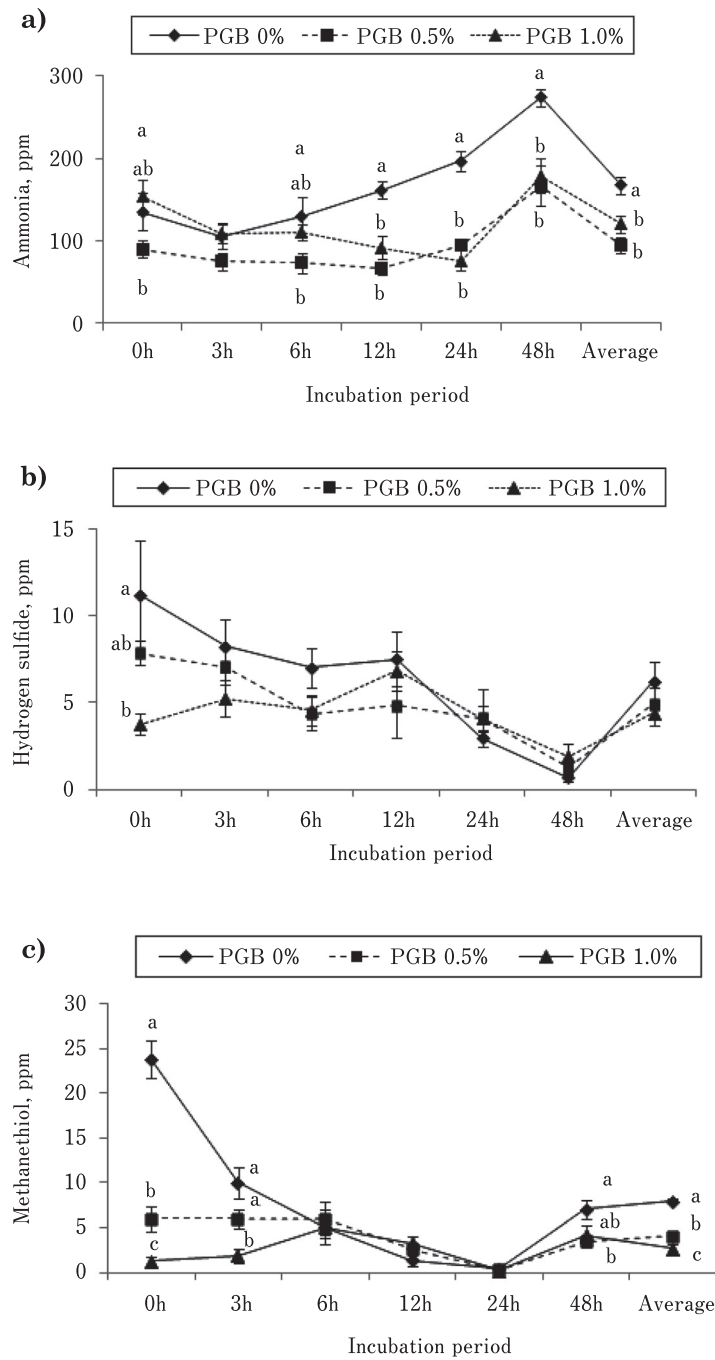 a)
PGB 0% PGB 0.5% PGB 1.0%
Ammonia, ppm
300
200
100
0
a
ab
b
a
ab
b
a
b
b
a
b
b
a
b
b
a
b
b
0h 3h 6h 12h 24h 48h Average
Incubation period
b)
PGB 0% PGB 0.5% PGB 1.0%
Hydrogen sulfide, ppm
15
10
5
0
a
ab
b
0h 3h 6h 12h 24h 48h Average
Incubation period
c)
PGB 0% PGB 0.5% PGB 1.0%
Methanethiol, ppm
30
25
20
15
10
5
0
a
b
c
a
a
b
a
ab
b
a
b
c
0h 3h 6h 12h 24h 48h Average
Incubation period